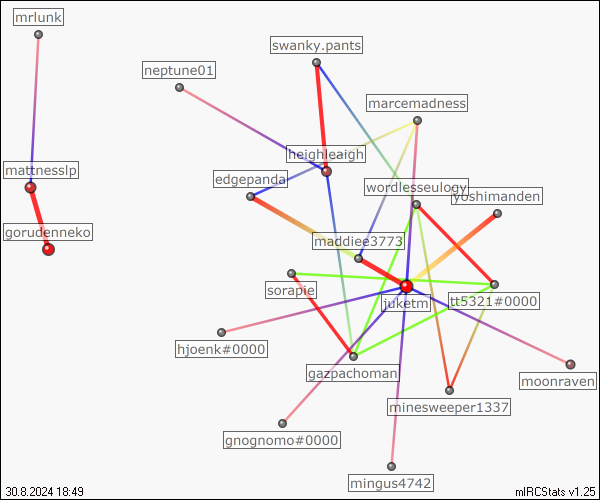 mrlunk
swanky.pants
neptune01
marcemadness
heighleaigh
mattnesslp
edgepanda
wordlesseulogy
yoshimanden
gorudenneko
maddiee3773
sorapie
juketm
tt5321#0000
hjoenk#0000
gazpachoman
moonraven
minesweeper1337
gnognomo#0000
mingus4742
30.8.2024 18:49
mIRCStats v1.25